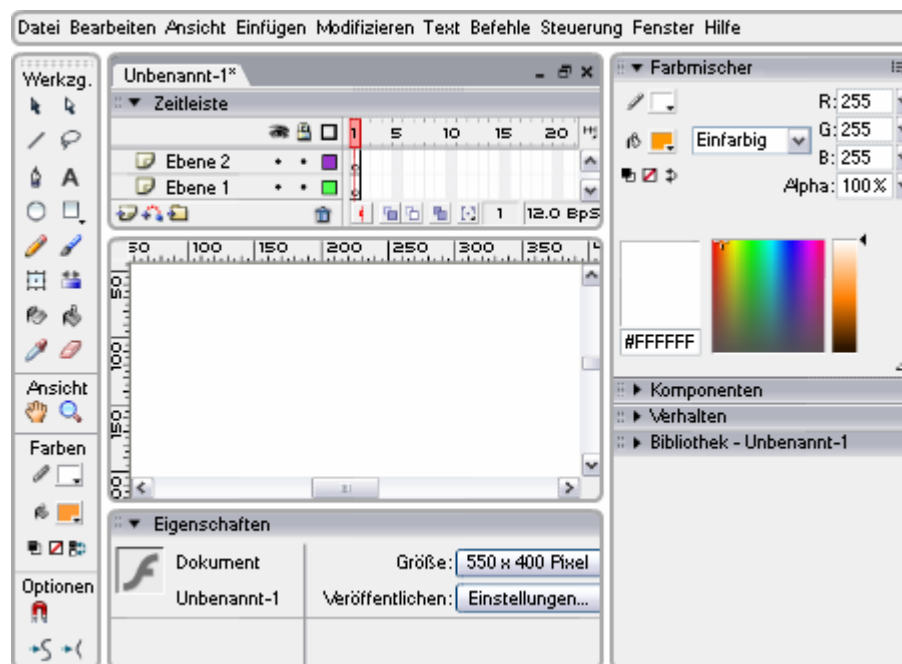 Datei Bearbeiten Ansicht Einfügen Modifizieren Text Befehle Steuerung Fenster Hilfe
Werkzg.
Unbenannt-1*
Zeitleiste
1 5 10 15 20
Ebene 2
Ebene 1
1 12.0 BpS
50 100 150 200 250 300 350
50
100
150
Ansicht
Farben
Optionen
Eigenschaften
Dokument
Größe: 550 x 400 Pixel
Unbenannt-1
Veröffentlichen: Einstellungen...
Farbmischer
R: 255
Einfarbig
G: 255
B: 255
Alpha: 100%
#FFFFFF
Komponenten
Verhalten
Bibliothek - Unbenannt-1